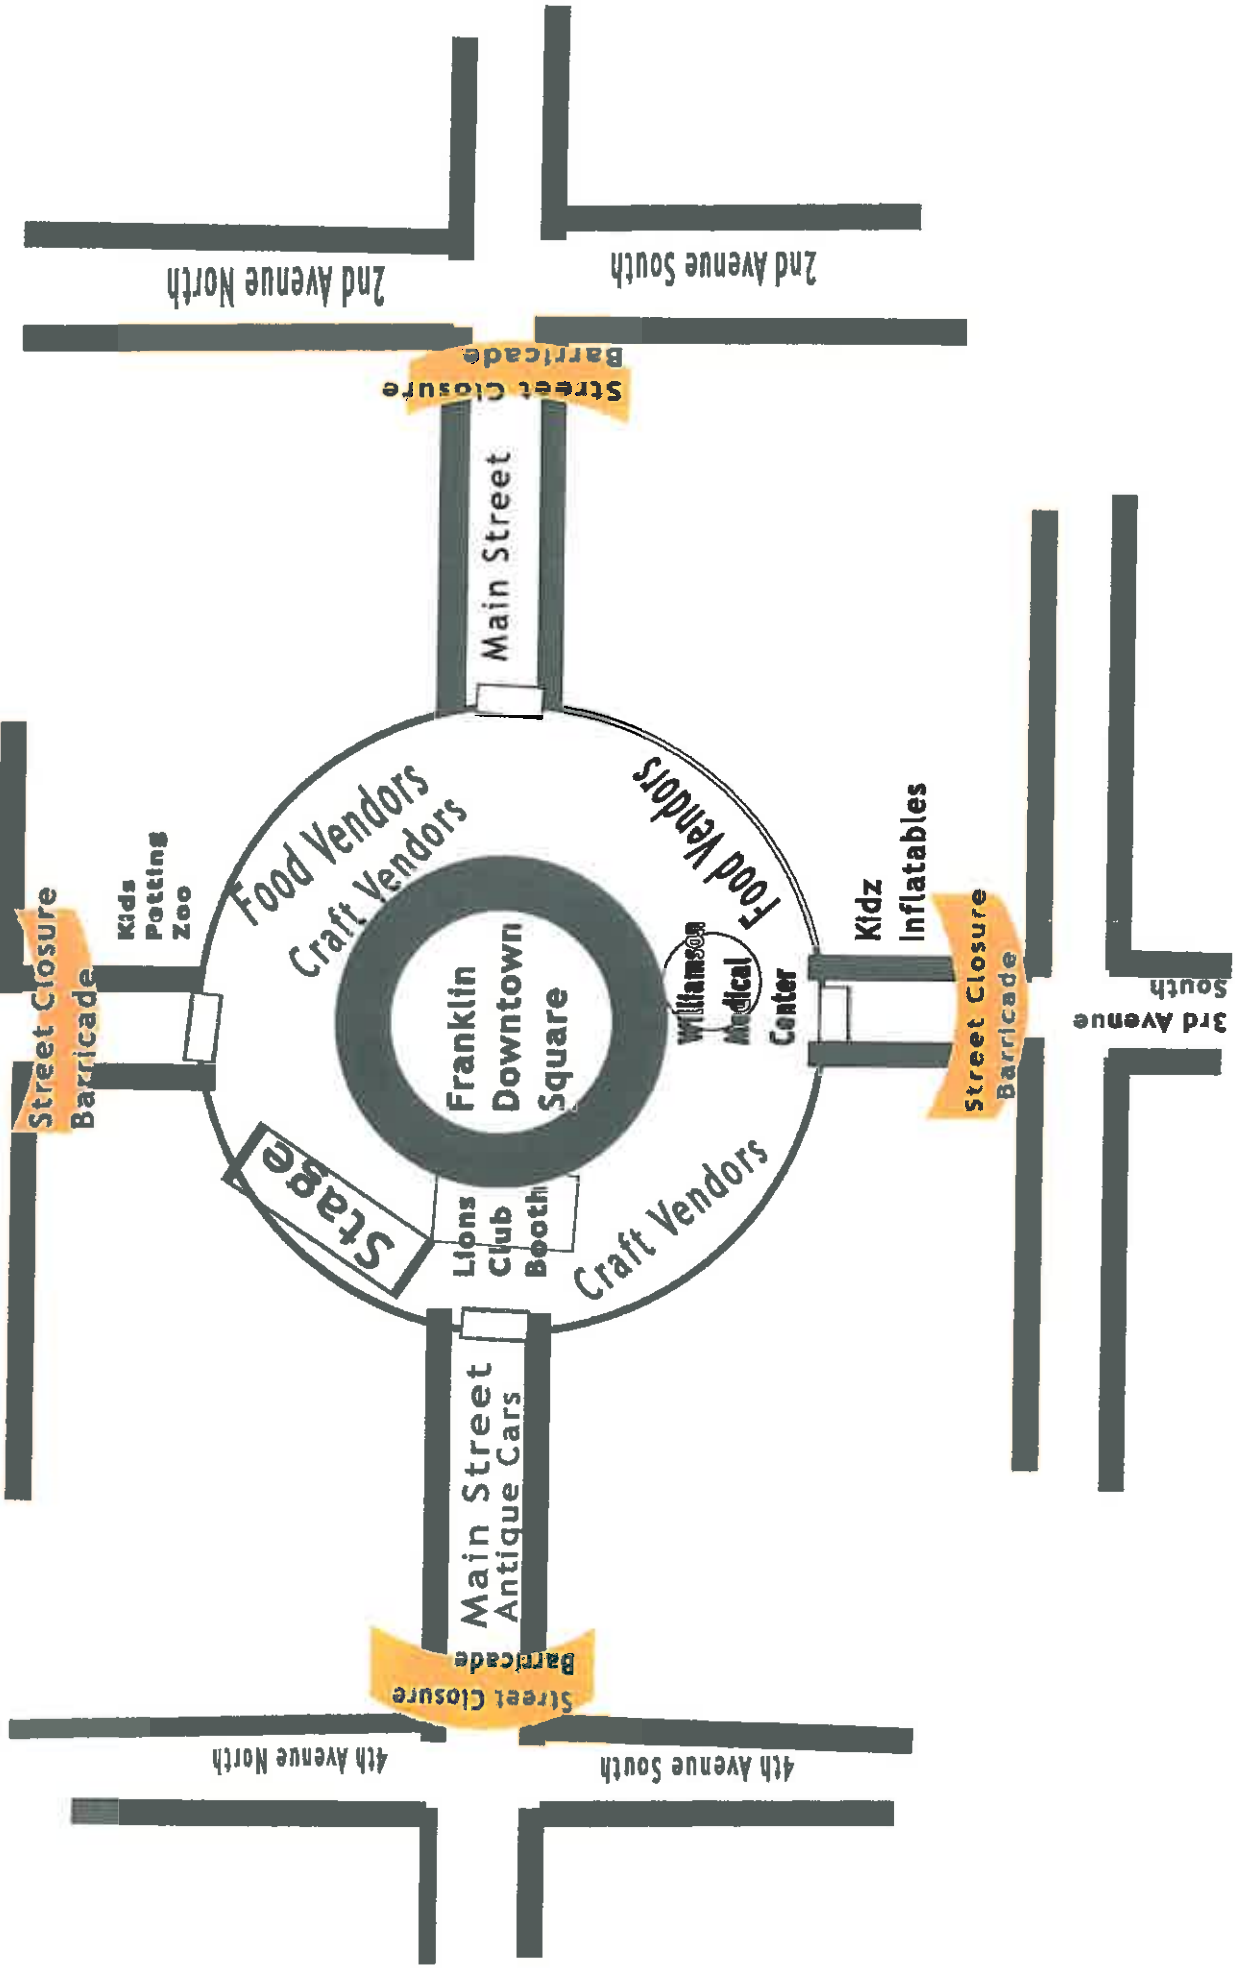 2nd Avenue North
2nd Avenue South
Street Closure
Barricade
Main Street
Street Closure
Barricade
Kids
Petting
Zoo
Food Vendors
Craft Vendors
Food Vendors
Franklin
Downtown
Square
Williamson
Medical
Center
Kidz
Inflatables
Street Closure
Barricade
3rd Avenue
South
Stage
Lions
Club
Booth
Craft Vendors
Main Street
Antique Cars
Street Closure
Barricade
4th Avenue North
4th Avenue South